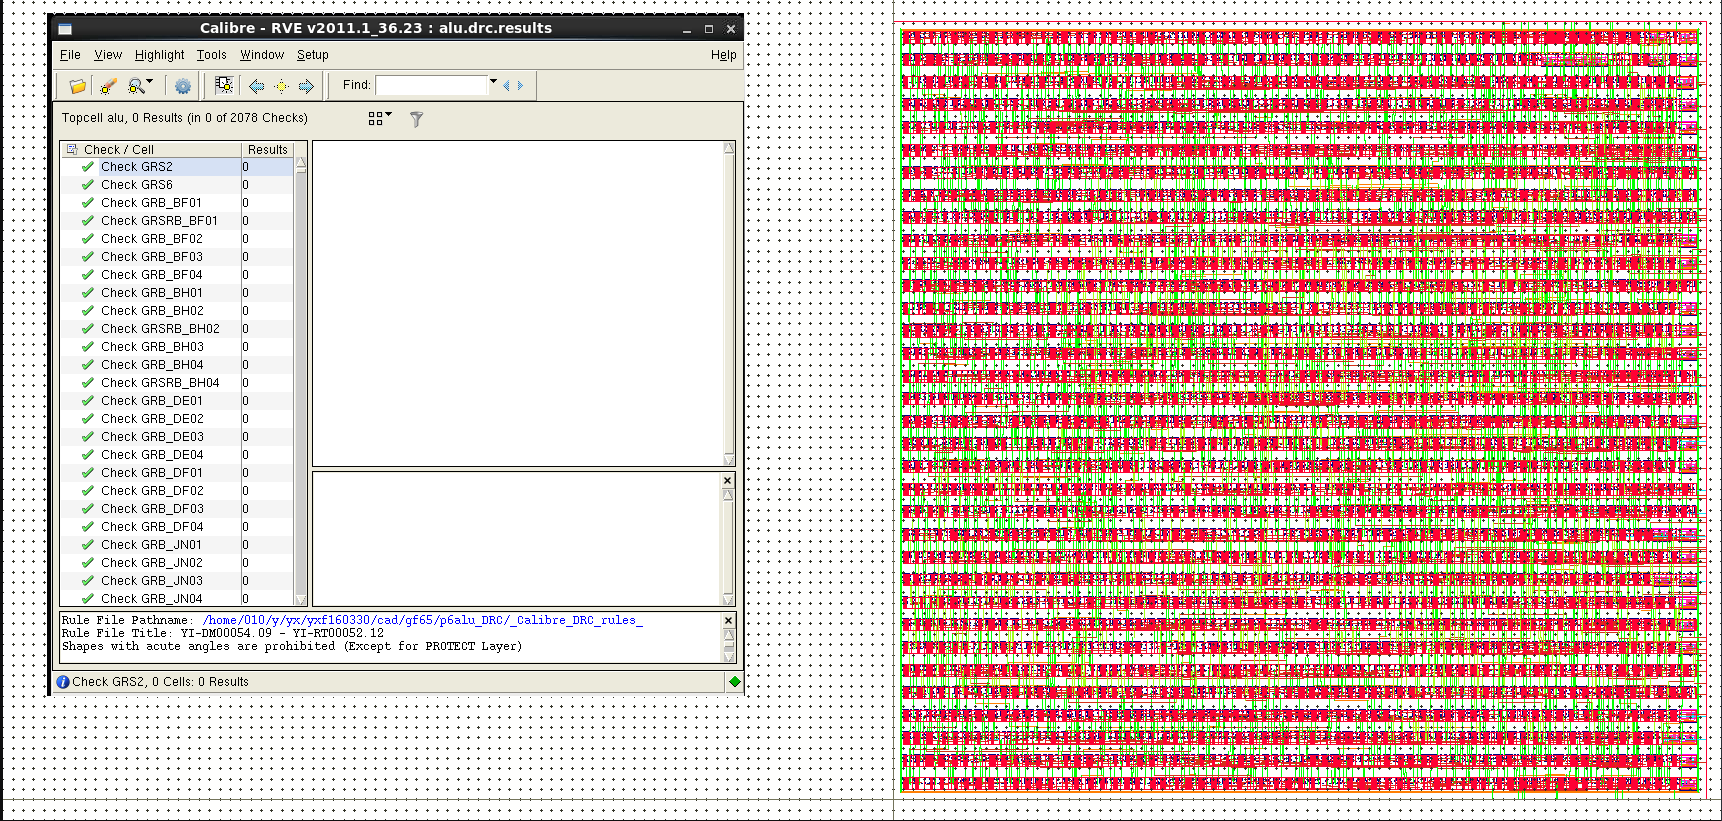 Calibre - RVE v2011.1_36.23 : alu.drc.results
File View Highlight Tools Window Setup Help
Find:
Topcell alu, 0 Results (in 0 of 2078 Checks)
Check / Cell Results
Check GRS2 0
Check GRS6 0
Check GRB_BF01 0
Check GRSRB_BF01 0
Check GRB_BF02 0
Check GRB_BF03 0
Check GRB_BF04 0
Check GRB_BH01 0
Check GRB_BH02 0
Check GRSRB_BH02 0
Check GRB_BH03 0
Check GRB_BH04 0
Check GRSRB_BH04 0
Check GRB_DE01 0
Check GRB_DE02 0
Check GRB_DE03 0
Check GRB_DE04 0
Check GRB_DF01 0
Check GRB_DF02 0
Check GRB_DF03 0
Check GRB_DF04 0
Check GRB_JN01 0
Check GRB_JN02 0
Check GRB_JN03 0
Check GRB_JN04 0
Rule File Pathname: /home/010/y/yx/yxf160330/cad/gf65/p6alu_DRC/_Calibre_DRC_rules_
Rule File Title: YI-DM00054.09 - YI-RT00052.12
Shapes with acute angles are prohibited (Except for PROTECT Layer)
Check GRS2, 0 Cells: 0 Results